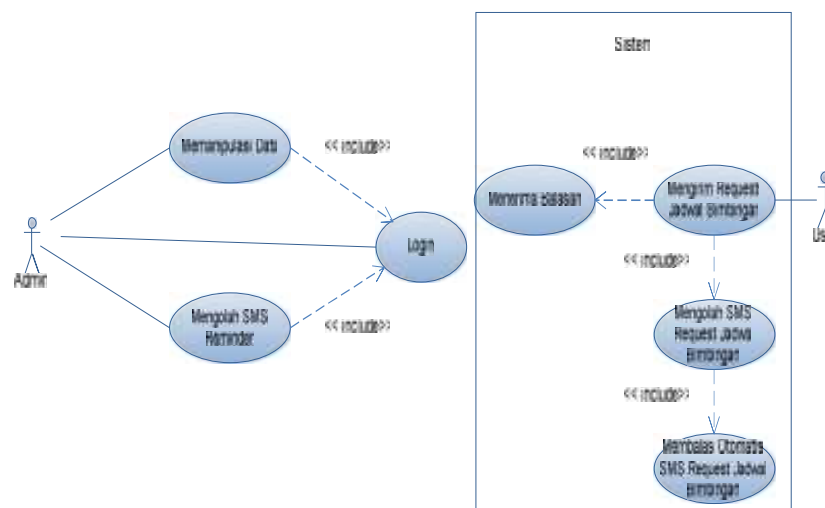 Sistem
Memanipulasi Data
<< include>>
<< include>>
Menerima Balasan
Mengirim Request
Jadwal Bimbingan
Login
Admin
Us
<< include>>
Mengolah SMS
Reminder
<< include>>
Mengolah SMS
Request Jadwal
Bimbingan
<< include>>
Membalas Otomatis
SMS Request Jadwal
Bimbingan